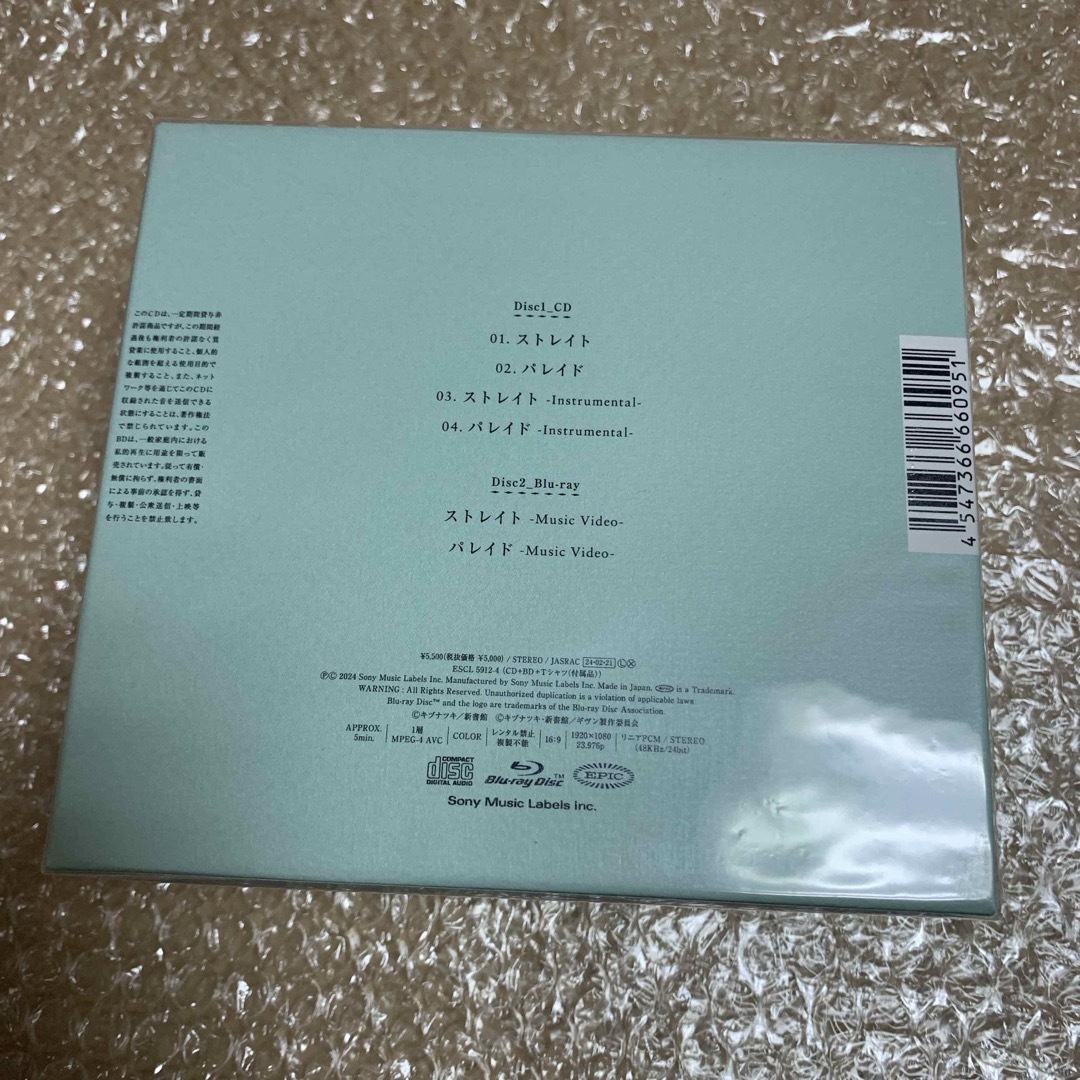 このCDは、一定期間貸与非
許諾商品ですが、この期間経
過後も権利者の許諾なく賃
貸業に使用すること、個人的
な範囲を超える使用目的で
複製すること、また、ネット
ワーク等を通じてこのCDに
収録された音を送信できる
状態にすることは、著作権法
で禁じられています。この
BDは、一般家庭内における
私的再生に用途を限って販
売されています。従って有償・
無償に拘らず、権利者の書面
による事前の承認を得ず、貸
与・複製・公衆送信・上映等
を行うことを禁止致します。
Disc1_CD
01. ストレイト
02. パレイド
03. ストレイト -Instrumental-
04. パレイド -Instrumental-
Disc2_Blu-ray
ストレイト -Music Video-
パレイド -Music Video-
4 547366 660951
¥5,500(税抜価格 ¥5,000) / STEREO / JASRAC 24・02・21 Ⓛ Ⓧ
ESCL 5912-4 (CD+BD+Tシャツ(付属品))
Ⓟ© 2024 Sony Music Labels Inc. Manufactured by Sony Music Labels Inc. Made in Japan. EPIC is a Trademark.
WARNING : All Rights Reserved. Unauthorized duplication is a violation of applicable laws
Blu-ray Disc™ and the logo are trademarks of the Blu-ray Disc Association.
©キヅナツキ／新書館 ©キヅナツキ・新書館／ギヴン製作委員会
APPROX. 5min. 1層 MPEG-4 AVC COLOR レンタル禁止 複製不能 16:9 1920×1080 23.976p リニアPCM / STEREO (48KHz/24bit)
COMPACT disc DIGITAL AUDIO Blu-ray Disc™ EPIC
Sony Music Labels Inc.